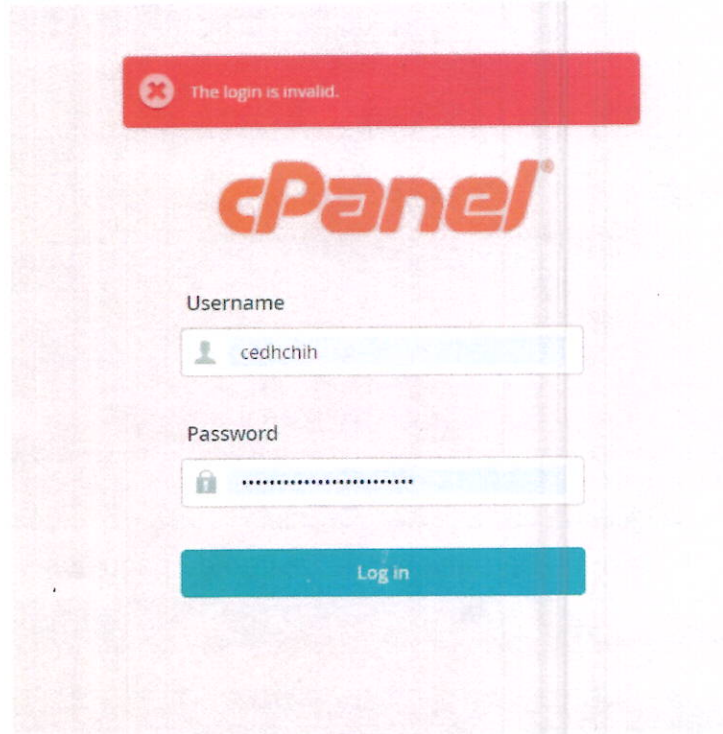 The login is invalid.
cPanel®
Username
cedhchih
Password
........................
Log in